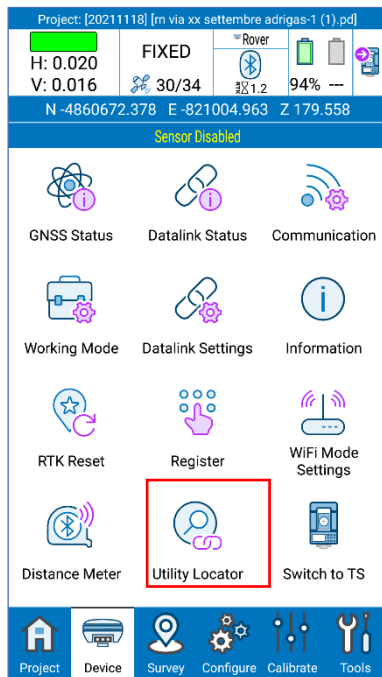 Project: [20211118] [rn via xx settembre adrigas-1 (1).pd]
H: 0.020
V: 0.016
FIXED
30/34
Rover
1.2
94%
---
N -4860672.378 E -821004.963 Z 179.558
Sensor Disabled
GNSS Status
Datalink Status
Communication
Working Mode
Datalink Settings
Information
RTK Reset
Register
WiFi Mode
Settings
Distance Meter
Utility Locator
Switch to TS
Project
Device
Survey
Configure
Calibrate
Tools